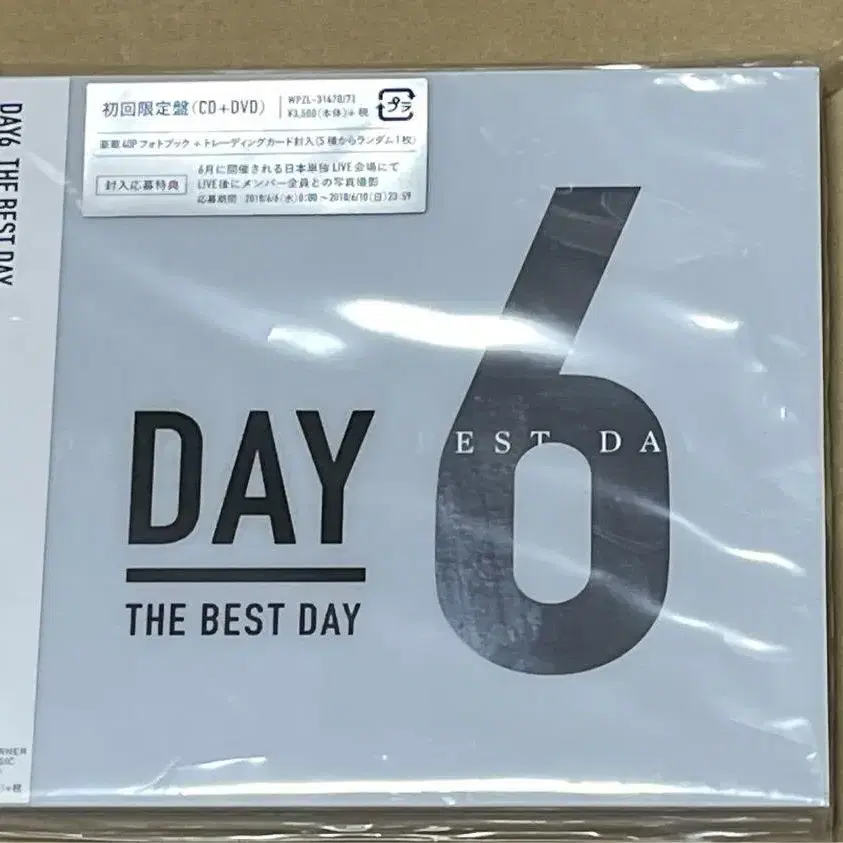 DAY6 THE BEST DAY
初回限定盤(CD+DVD)
WPZL-31470/71
¥3,500(本体)+税
プラ
豪華40Pフォトブック+トレーディングカード封入(5種からランダム1枚)
封入応募特典
6月に開催される日本単独LIVE会場にて
LIVE後にメンバー全員との写真撮影
応募期間 2018/6/6(水)0:00~2018/6/10(日)23:59
6
EST DA
DAY
THE BEST DAY
+税